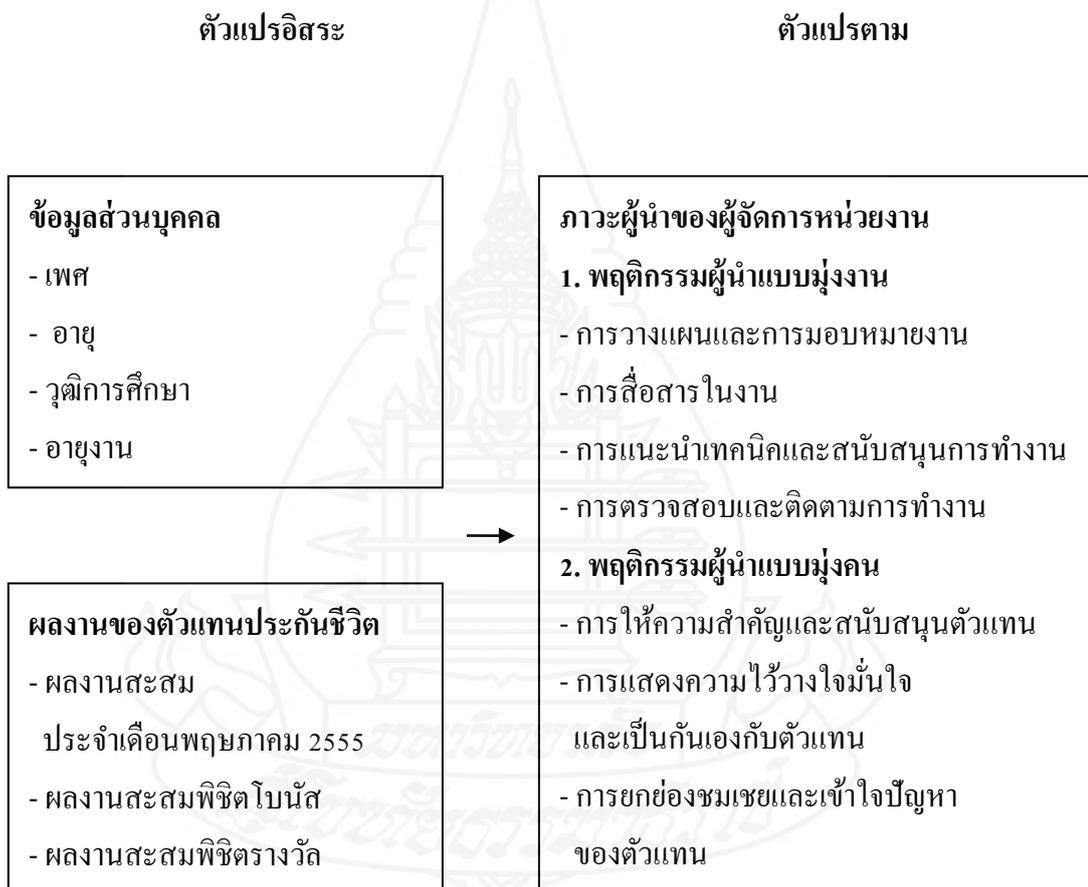 ตัวแปรอิสระ
ตัวแปรตาม
ข้อมูลส่วนบุคคล
- เพศ
- อายุ
- วุฒิการศึกษา
- อายุงาน
ผลงานของตัวแทนประกันชีวิต
- ผลงานสะสม
ประจำเดือนพฤษภาคม 2555
- ผลงานสะสมพิชิตโบนัส
- ผลงานสะสมพิชิตรางวัล
ภาวะผู้นำของผู้จัดการหน่วยงาน
1. พฤติกรรมผู้นำแบบมุ่งงาน
- การวางแผนและการมอบหมายงาน
- การสื่อสารในงาน
- การแนะนำเทคนิคและสนับสนุนการทำงาน
- การตรวจสอบและติดตามการทำงาน
2. พฤติกรรมผู้นำแบบมุ่งคน
- การให้ความสำคัญและสนับสนุนตัวแทน
- การแสดงความไว้วางใจมั่นใจ
และเป็นกันเองกับตัวแทน
- การยกย่องชมเชยและเข้าใจปัญหา
ของตัวแทน